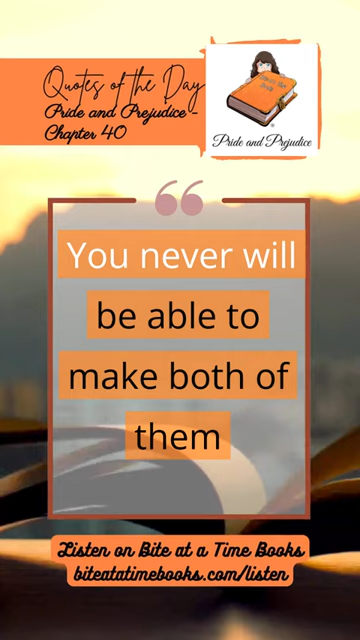 Quotes of the Day
Pride and Prejudice -
Chapter 40
Pride and Prejudice
“
You never will
be able to
make both of
them
Listen on Bite at a Time Books
biteatatimebooks.com/listen